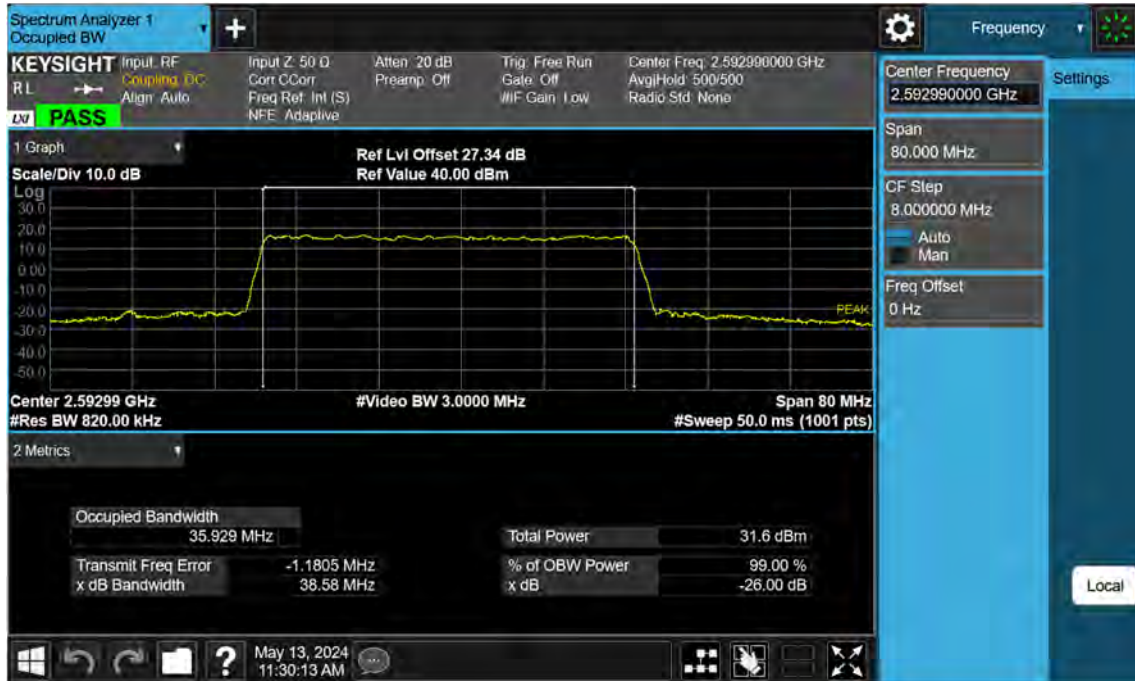 Spectrum Analyzer 1
Occupied BW
+
Frequency
KEYSIGHT
RL
LXI PASS
Input: RF
Coupling: DC
Align: Auto
Input Z: 50 Ω
Corr CCorr
Freq Ref: Int (S)
NFE: Adaptive
Atten: 20 dB
Preamp: Off
Trig: Free Run
Gate: Off
#IF Gain: Low
Center Freq: 2.592990000 GHz
Avg|Hold: 500/500
Radio Std: None
1 Graph
Scale/Div 10.0 dB
Ref Lvl Offset 27.34 dB
Ref Value 40.00 dBm
Log
30.0
20.0
10.0
0.00
-10.0
-20.0
-30.0
-40.0
-50.0
PEAK
Center 2.59299 GHz
#Video BW 3.0000 MHz
Span 80 MHz
#Res BW 820.00 kHz
#Sweep 50.0 ms (1001 pts)
2 Metrics
Occupied Bandwidth
35.929 MHz
Total Power 31.6 dBm
Transmit Freq Error -1.1805 MHz
% of OBW Power 99.00 %
x dB Bandwidth 38.58 MHz
x dB -26.00 dB
?
May 13, 2024
11:30:13 AM
Center Frequency
2.592990000 GHz
Settings
Span
80.000 MHz
CF Step
8.000000 MHz
Auto
Man
Freq Offset
0 Hz
Local